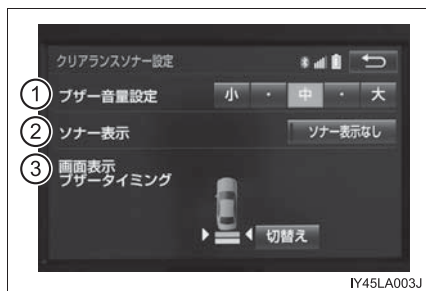 クリアランスソナー設定
① ブザー音量設定 小 ・ 中 ・ 大
② ソナー表示 ソナー表示なし
③ 画面表示
ブザータイミング
切替え
IY45LA003J